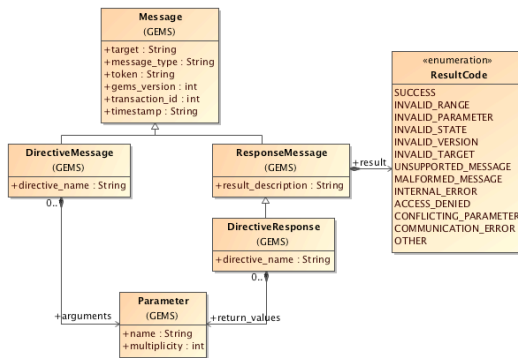 Message
(GEMS)
+target : String
+message_type : String
+token : String
+gems_version : int
+transaction_id : int
+timestamp : String
«enumeration»
ResultCode
SUCCESS
INVALID_RANGE
INVALID_PARAMETER
INVALID_STATE
INVALID_VERSION
INVALID_TARGET
UNSUPPORTED_MESSAGE
MALFORMED_MESSAGE
INTERNAL_ERROR
ACCESS_DENIED
CONFLICTING_PARAMETER
COMMUNICATION_ERROR
OTHER
DirectiveMessage
(GEMS)
+directive_name : String
ResponseMessage
(GEMS)
+result_description : String
+result
0..
DirectiveResponse
(GEMS)
+directive_name : String
0..
Parameter
(GEMS)
+name : String
+multiplicity : int
+arguments
+return_values